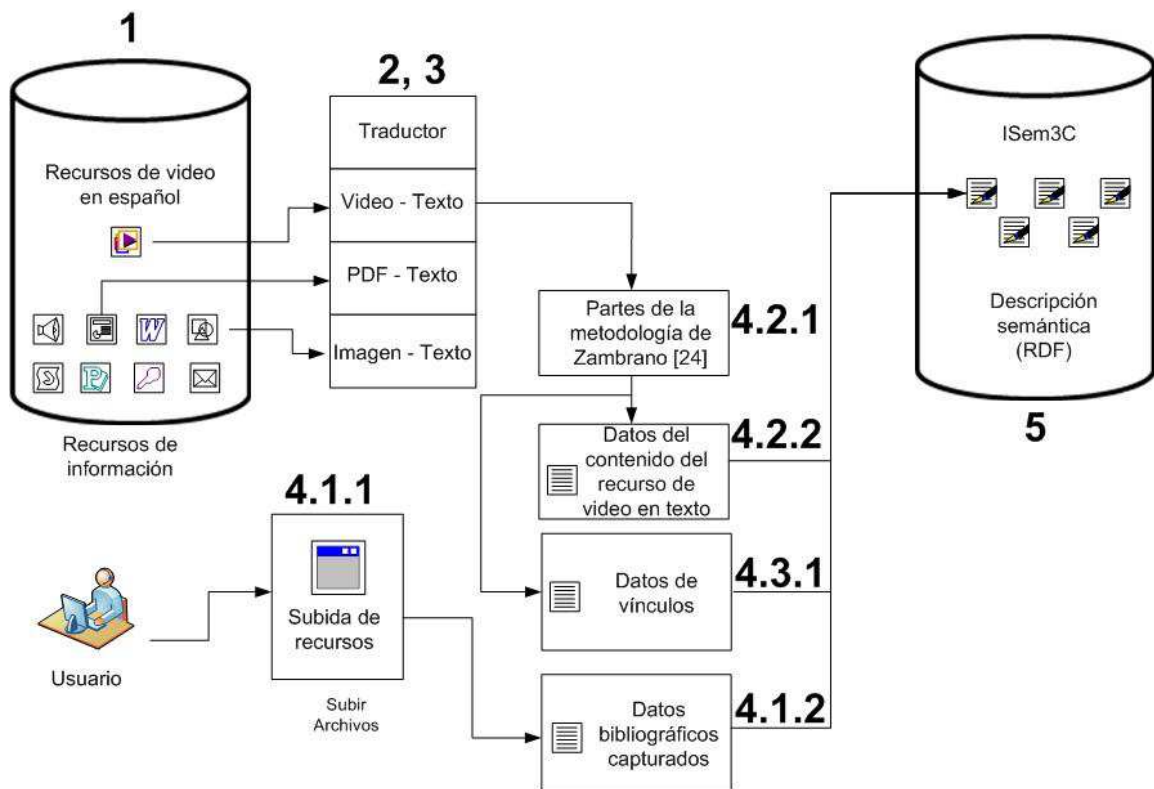 1
2, 3
Recursos de video
en español
Recursos de
información
Traductor
Video - Texto
PDF - Texto
Imagen - Texto
W
P
Partes de la
metodología de
Zambrano [24]
4.2.1
Datos del
contenido del
recurso de
video en texto
4.2.2
Datos de
vínculos
4.3.1
Datos
bibliográficos
capturados
4.1.2
4.1.1
Subida de
recursos
Subir
Archivos
Usuario
ISem3C
Descripción
semántica
(RDF)
5